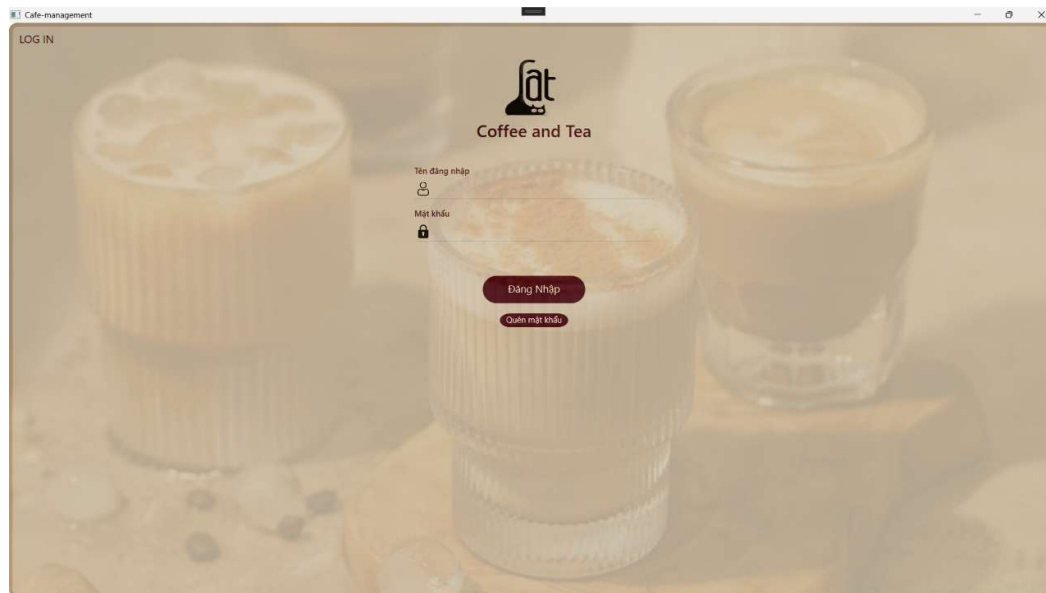 Cafe-management
LOG IN
Cat
Coffee and Tea
Tên đăng nhập
Mật khẩu
Đăng Nhập
Quên mật khẩu